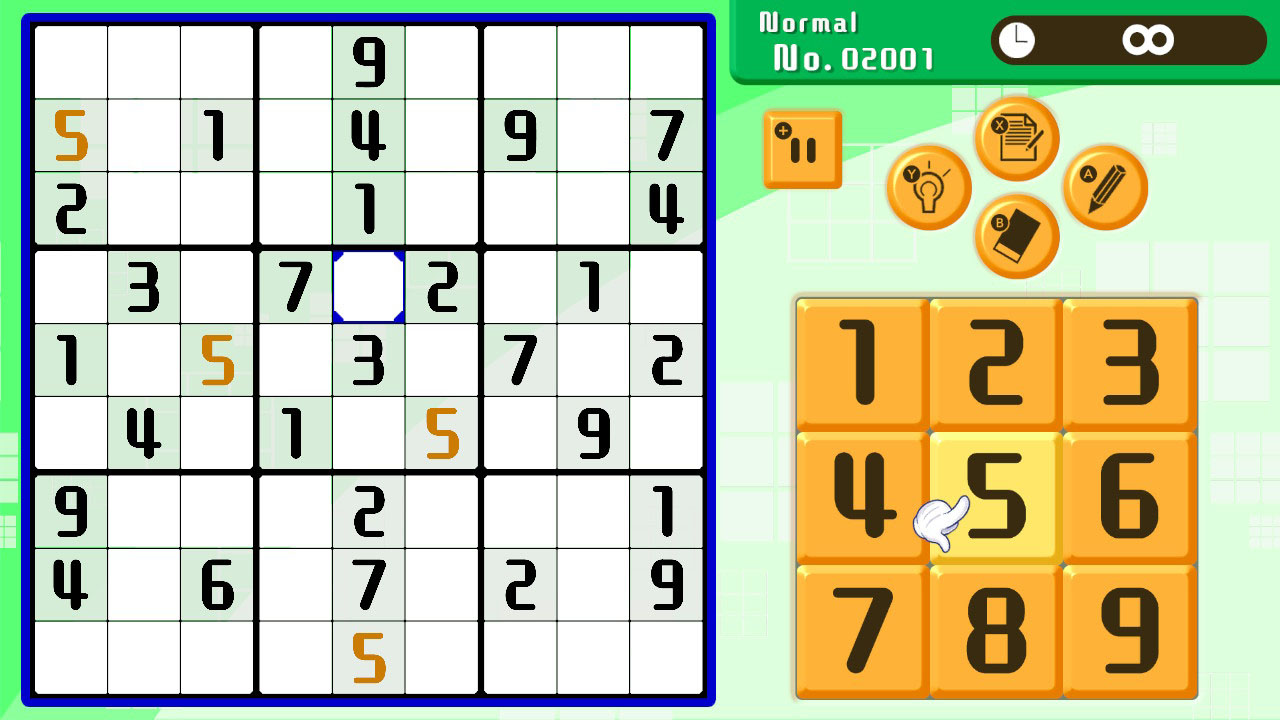 Normal
No. 02001
∞
9
5 1 4 9 7
2 1 4
3 7 2 1
1 5 3 7 2
4 1 5 9
9 2 1
4 6 7 2 9
5
+
X
Y
A
B
1 2 3
4 5 6
7 8 9